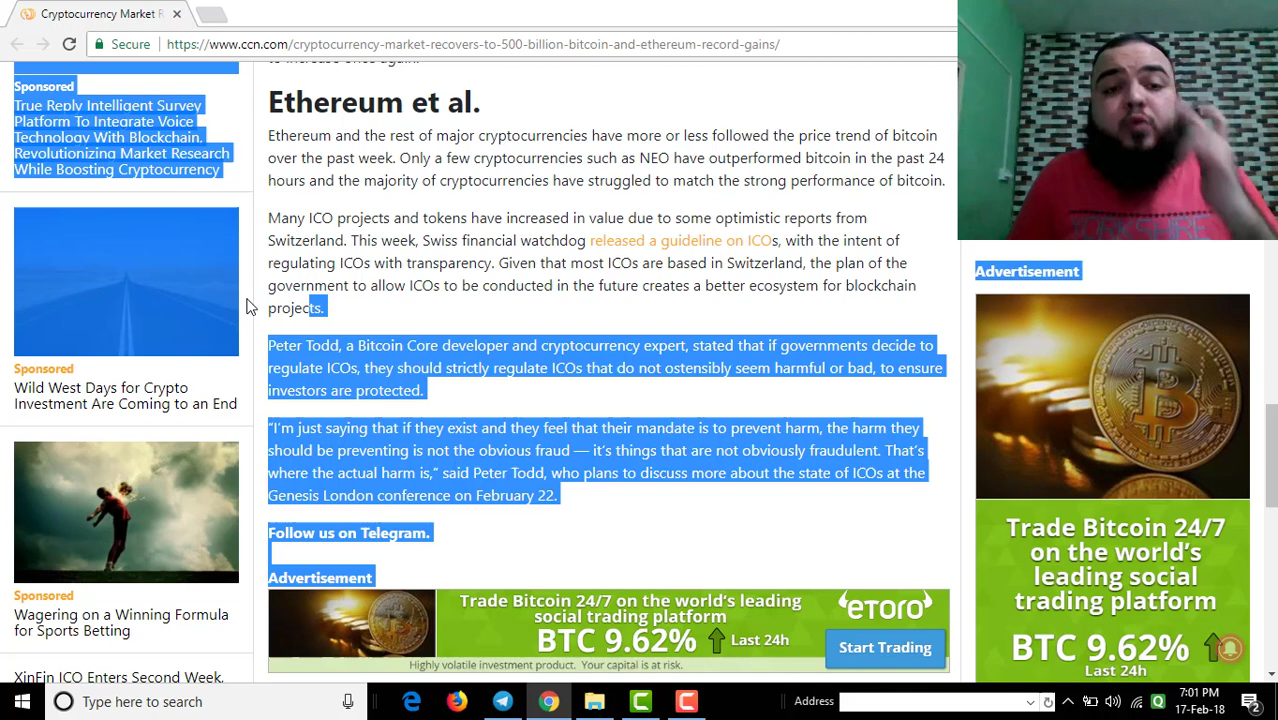 Cryptocurrency Market R
Secure
https://www.ccn.com/cryptocurrency-market-recovers-to-500-billion-bitcoin-and-ethereum-record-gains/
to increase once again.
Sponsored
True Reply Intelligent Survey
Platform To Integrate Voice
Technology With Blockchain.
Revolutionizing Market Research
While Boosting Cryptocurrency
Sponsored
Wild West Days for Crypto
Investment Are Coming to an End
Sponsored
Wagering on a Winning Formula
for Sports Betting
XinFin ICO Enters Second Week.
Ethereum et al.
Ethereum and the rest of major cryptocurrencies have more or less followed the price trend of bitcoin
over the past week. Only a few cryptocurrencies such as NEO have outperformed bitcoin in the past 24
hours and the majority of cryptocurrencies have struggled to match the strong performance of bitcoin.
Many ICO projects and tokens have increased in value due to some optimistic reports from
Switzerland. This week, Swiss financial watchdog released a guideline on ICOs, with the intent of
regulating ICOs with transparency. Given that most ICOs are based in Switzerland, the plan of the
government to allow ICOs to be conducted in the future creates a better ecosystem for blockchain
projects.
Peter Todd, a Bitcoin Core developer and cryptocurrency expert, stated that if governments decide to
regulate ICOs, they should strictly regulate ICOs that do not ostensibly seem harmful or bad, to ensure
investors are protected.
“I’m just saying that if they exist and they feel that their mandate is to prevent harm, the harm they
should be preventing is not the obvious fraud — it’s things that are not obviously fraudulent. That’s
where the actual harm is,” said Peter Todd, who plans to discuss more about the state of ICOs at the
Genesis London conference on February 22.
Follow us on Telegram.
Advertisement
Trade Bitcoin 24/7 on the world’s leading
social trading platform
BTC 9.62% Last 24h
eToro
Start Trading
Highly volatile investment product. Your capital is at risk.
YORKSHIRE
Advertisement
Trade Bitcoin 24/7
on the world’s
leading social
trading platform
BTC 9.62%
Last 24h
Type here to search
Address
7:01 PM
17-Feb-18
2